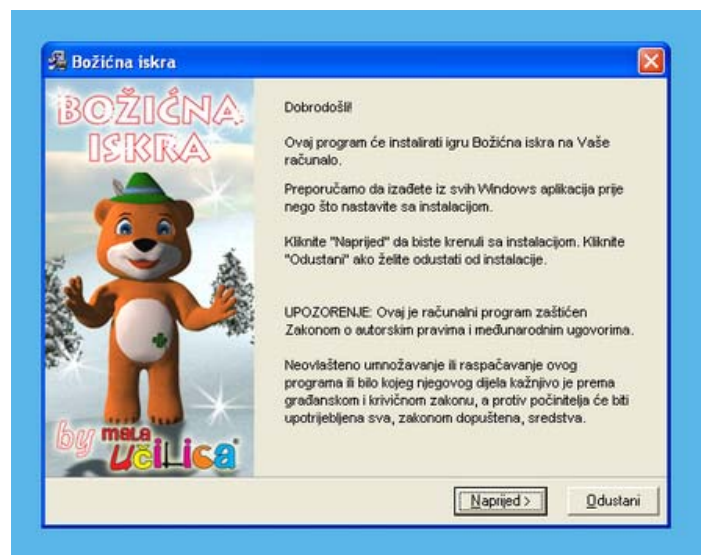 Božićna iskra
BOŽIĆNA
ISKRA
by mala
učilica
Dobrodošli!
Ovaj program će instalirati igru Božićna iskra na Vaše
računalo.
Preporučamo da izađete iz svih Windows aplikacija prije
nego što nastavite sa instalacijom.
Kliknite "Naprijed" da biste krenuli sa instalacijom. Kliknite
"Odustani" ako želite odustati od instalacije.
UPOZORENJE: Ovaj je računalni program zaštićen
Zakonom o autorskim pravima i međunarodnim ugovorima.
Neovlašteno umnožavanje ili raspačavanje ovog
programa ili bilo kojeg njegovog dijela kažnjivo je prema
građanskom i krivičnom zakonu, a protiv počinitelja će biti
upotrijebljena sva, zakonom dopuštena, sredstva.
Naprijed > Odustani